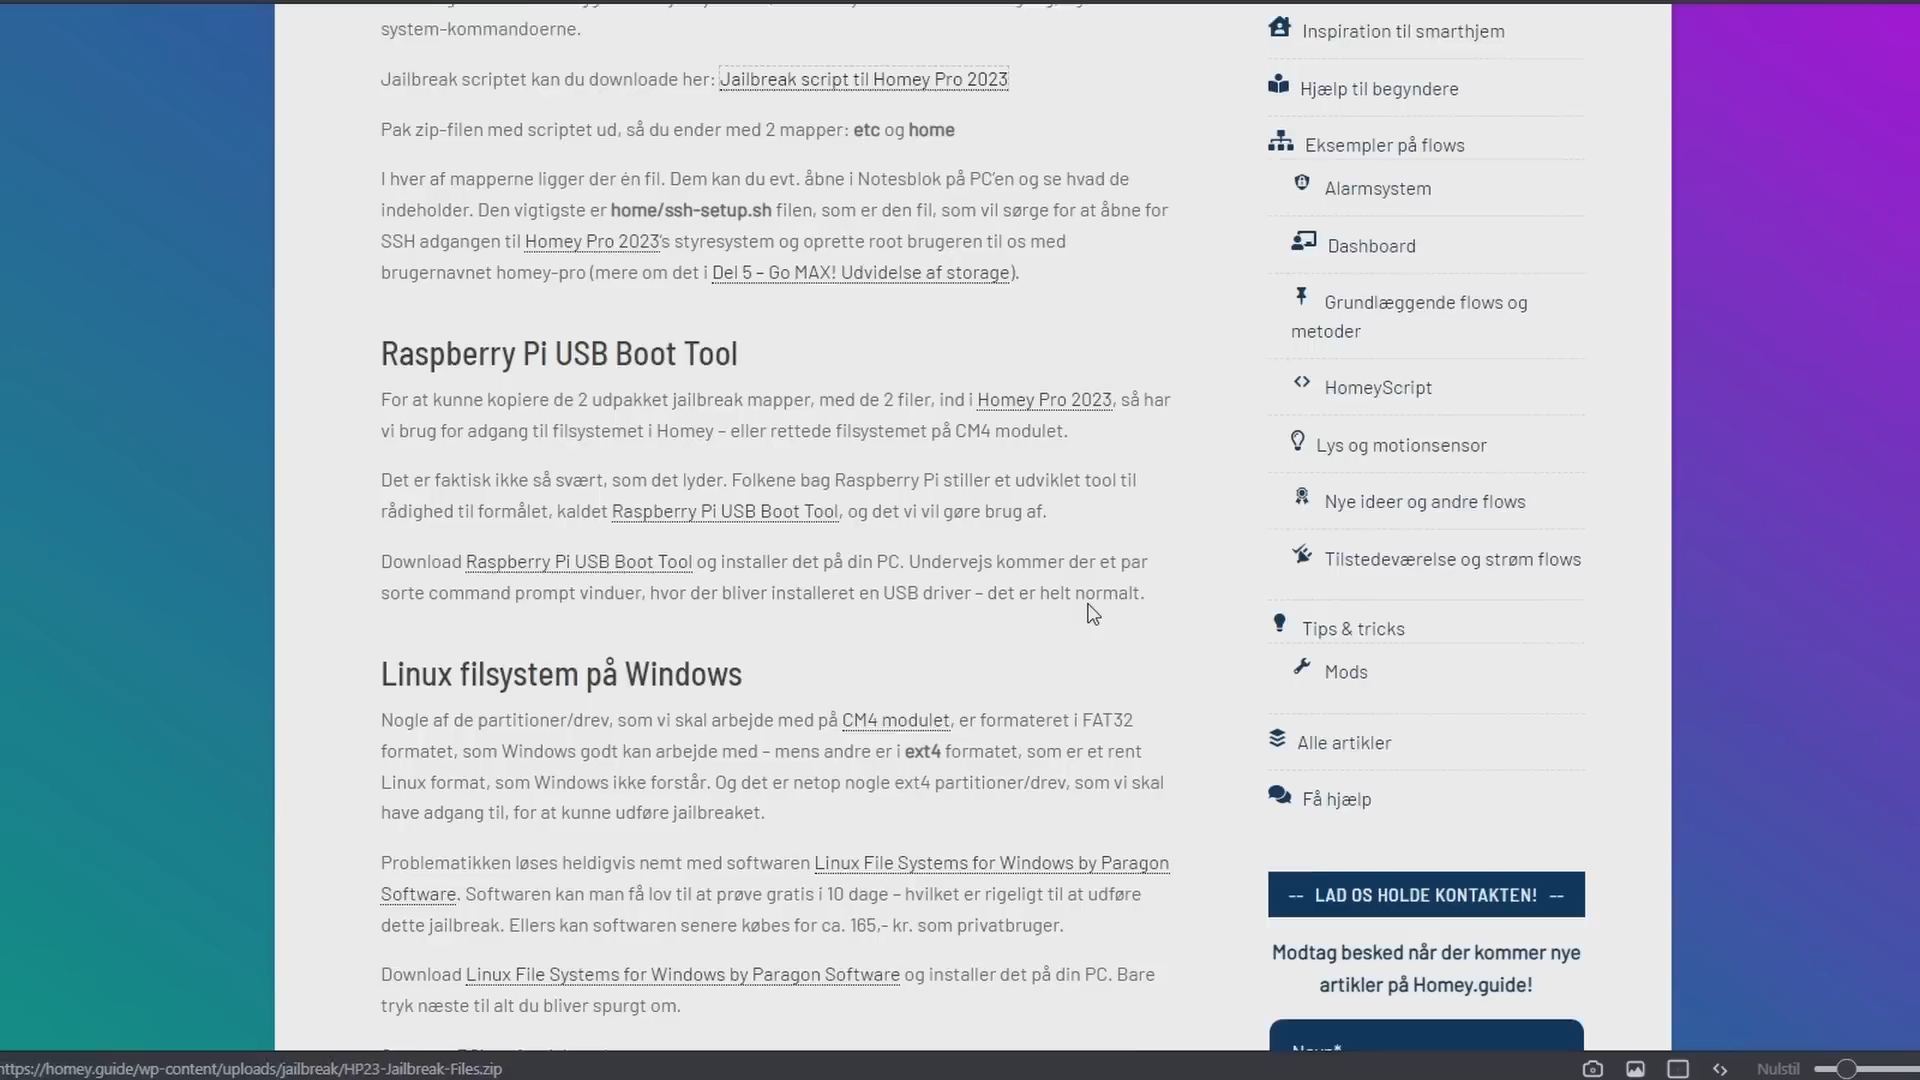 system-kommandoerne.
Jailbreak scriptet kan du downloade her: Jailbreak script til Homey Pro 2023
Pak zip-filen med scriptet ud, så du ender med 2 mapper: etc og home
I hver af mapperne ligger der én fil. Dem kan du evt. åbne i Notesblok på PC'en og se hvad de
indeholder. Den vigtigste er home/ssh-setup.sh filen, som er den fil, som vil sørge for at åbne for
SSH adgangen til Homey Pro 2023's styresystem og oprette root brugeren til os med
brugernavnet homey-pro (mere om det i Del 5 – Go MAX! Udvidelse af storage).
Raspberry Pi USB Boot Tool
For at kunne kopiere de 2 udpakket jailbreak mapper, med de 2 filer, ind i Homey Pro 2023, så har
vi brug for adgang til filsystemet i Homey – eller rettede filsystemet på CM4 modulet.
Det er faktisk ikke så svært, som det lyder. Folkene bag Raspberry Pi stiller et udviklet tool til
rådighed til formålet, kaldet Raspberry Pi USB Boot Tool, og det vi vil gøre brug af.
Download Raspberry Pi USB Boot Tool og installer det på din PC. Undervejs kommer der et par
sorte command prompt vinduer, hvor der bliver installeret en USB driver – det er helt normalt.
Linux filsystem på Windows
Nogle af de partitioner/drev, som vi skal arbejde med på CM4 modulet, er formateret i FAT32
formatet, som Windows godt kan arbejde med – mens andre er i ext4 formatet, som er et rent
Linux format, som Windows ikke forstår. Og det er netop nogle ext4 partitioner/drev, som vi skal
have adgang til, for at kunne udføre jailbreaket.
Problematikken løses heldigvis nemt med softwaren Linux File Systems for Windows by Paragon
Software. Softwaren kan man få lov til at prøve gratis i 10 dage – hvilket er rigeligt til at udføre
dette jailbreak. Ellers kan softwaren senere købes for ca. 165,- kr. som privatbruger.
Download Linux File Systems for Windows by Paragon Software og installer det på din PC. Bare
tryk næste til alt du bliver spurgt om.
Inspiration til smarthjem
Hjælp til begyndere
Eksempler på flows
Alarmsystem
Dashboard
Grundlæggende flows og
metoder
HomeyScript
Lys og motionsensor
Nye ideer og andre flows
Tilstedeværelse og strøm flows
Tips & tricks
Mods
Alle artikler
Få hjælp
-- LAD OS HOLDE KONTAKTEN! --
Modtag besked når der kommer nye
artikler på Homey.guide!
Navn*
https://homey.guide/wp-content/uploads/jailbreak/HP23-Jailbreak-Files.zip
Nulstil